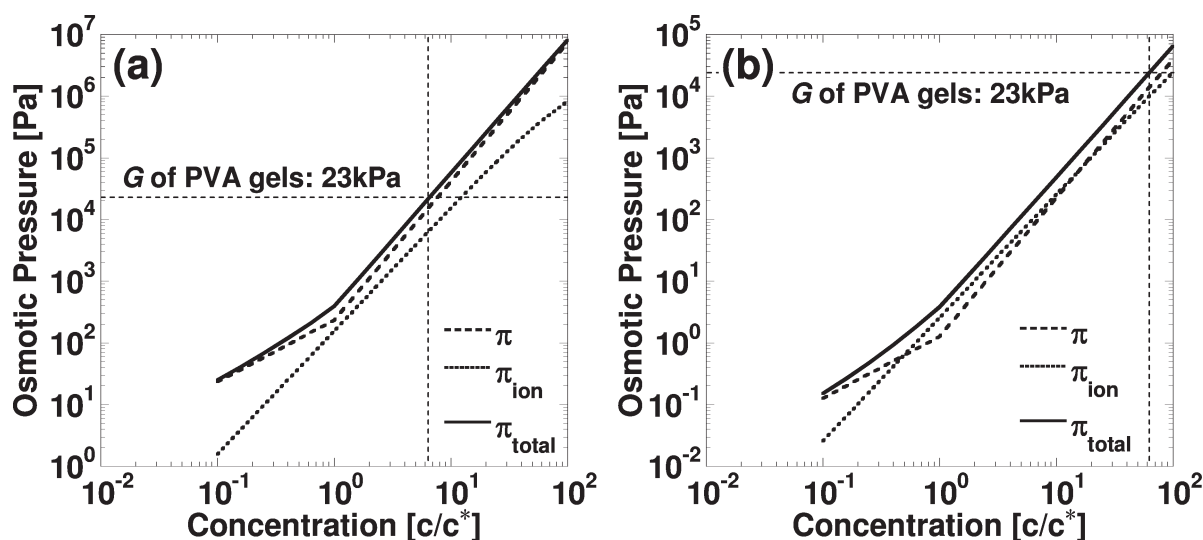 (a)
Osmotic Pressure [Pa]
10^7
10^6
10^5
10^4
10^3
10^2
10^1
10^0
G of PVA gels: 23kPa
π
π_ion
π_total
10^-2
10^-1
10^0
10^1
10^2
Concentration [c/c*]
(b)
Osmotic Pressure [Pa]
10^5
10^4
10^3
10^2
10^1
10^0
10^-1
10^-2
G of PVA gels: 23kPa
π
π_ion
π_total
10^-2
10^-1
10^0
10^1
10^2
Concentration [c/c*]